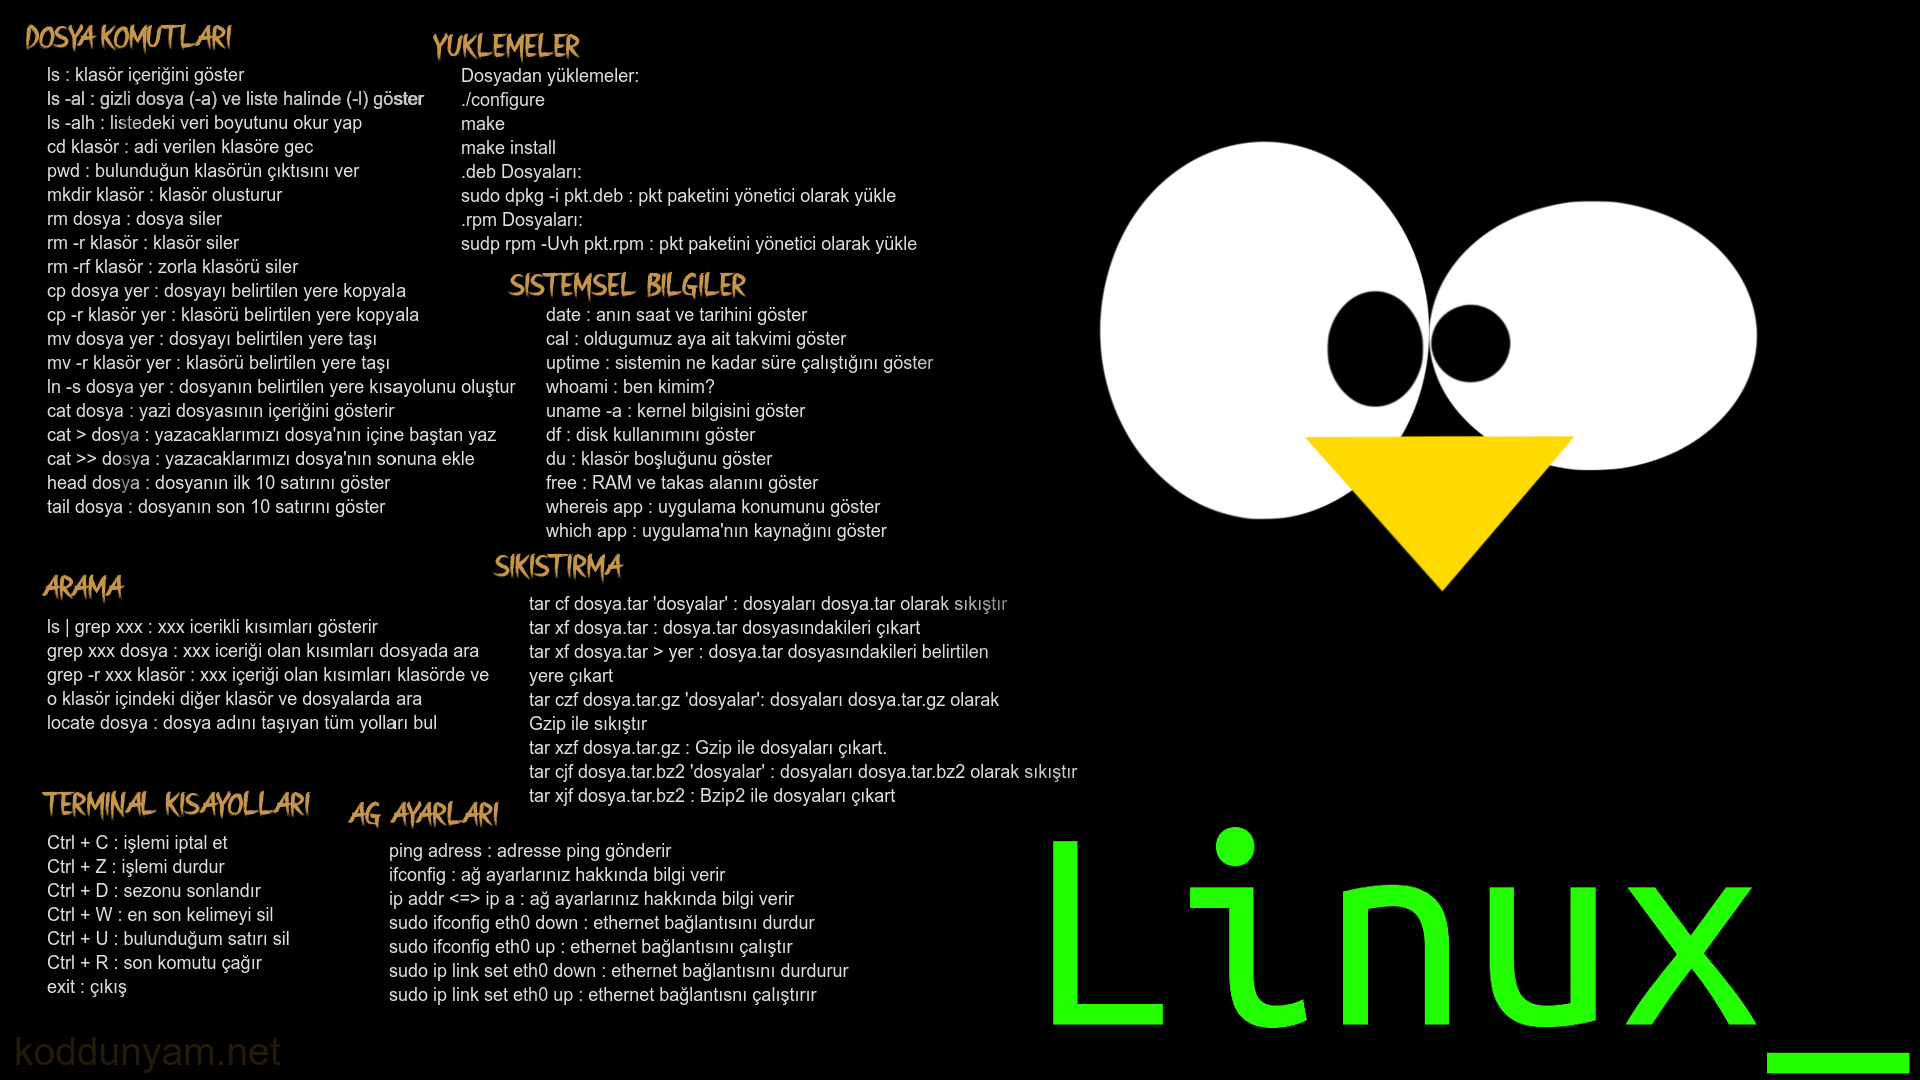 DOSYA KOMUTLARI
ls : klasör içeriğini göster
ls -al : gizli dosya (-a) ve liste halinde (-l) göster
ls -alh : listedeki veri boyutunu okur yap
cd klasör : adi verilen klasöre gec
pwd : bulunduğun klasörün çıktısını ver
mkdir klasör : klasör olusturur
rm dosya : dosya siler
rm -r klasör : klasör siler
rm -rf klasör : zorla klasörü siler
cp dosya yer : dosyayı belirtilen yere kopyala
cp -r klasör yer : klasörü belirtilen yere kopyala
mv dosya yer : dosyayı belirtilen yere taşı
mv -r klasör yer : klasörü belirtilen yere taşı
ln -s dosya yer : dosyanın belirtilen yere kısayolunu oluştur
cat dosya : yazi dosyasının içeriğini gösterir
cat > dosya : yazacaklarımızı dosya'nın içine baştan yaz
cat >> dosya : yazacaklarımızı dosya'nın sonuna ekle
head dosya : dosyanın ilk 10 satırını göster
tail dosya : dosyanın son 10 satırını göster
ARAMA
ls | grep xxx : xxx icerikli kısımları gösterir
grep xxx dosya : xxx iceriği olan kısımları dosyada ara
grep -r xxx klasör : xxx içeriği olan kısımları klasörde ve
o klasör içindeki diğer klasör ve dosyalarda ara
locate dosya : dosya adını taşıyan tüm yolları bul
TERMINAL KISAYOLLARI
Ctrl + C : işlemi iptal et
Ctrl + Z : işlemi durdur
Ctrl + D : sezonu sonlandır
Ctrl + W : en son kelimeyi sil
Ctrl + U : bulunduğum satırı sil
Ctrl + R : son komutu çağır
exit : çıkış
YUKLEMELER
Dosyadan yüklemeler:
./configure
make
make install
.deb Dosyaları:
sudo dpkg -i pkt.deb : pkt paketini yönetici olarak yükle
.rpm Dosyaları:
sudp rpm -Uvh pkt.rpm : pkt paketini yönetici olarak yükle
SISTEMSEL BILGILER
date : anın saat ve tarihini göster
cal : oldugumuz aya ait takvimi göster
uptime : sistemin ne kadar süre çalıştığını göster
whoami : ben kimim?
uname -a : kernel bilgisini göster
df : disk kullanımını göster
du : klasör boşluğunu göster
free : RAM ve takas alanını göster
whereis app : uygulama konumunu göster
which app : uygulama'nın kaynağını göster
SIKISTIRMA
tar cf dosya.tar 'dosyalar' : dosyaları dosya.tar olarak sıkıştır
tar xf dosya.tar : dosya.tar dosyasındakileri çıkart
tar xf dosya.tar > yer : dosya.tar dosyasındakileri belirtilen
yere çıkart
tar czf dosya.tar.gz 'dosyalar': dosyaları dosya.tar.gz olarak
Gzip ile sıkıştır
tar xzf dosya.tar.gz : Gzip ile dosyaları çıkart.
tar cjf dosya.tar.bz2 'dosyalar' : dosyaları dosya.tar.bz2 olarak sıkıştır
tar xjf dosya.tar.bz2 : Bzip2 ile dosyaları çıkart
AG AYARLARI
ping adress : adresse ping gönderir
ifconfig : ağ ayarlarınız hakkında bilgi verir
ip addr <=> ip a : ağ ayarlarınız hakkında bilgi verir
sudo ifconfig eth0 down : ethernet bağlantısını durdur
sudo ifconfig eth0 up : ethernet bağlantısını çalıştır
sudo ip link set eth0 down : ethernet bağlantısını durdurur
sudo ip link set eth0 up : ethernet bağlantısnı çalıştırır
Linux_
koddunyam.net